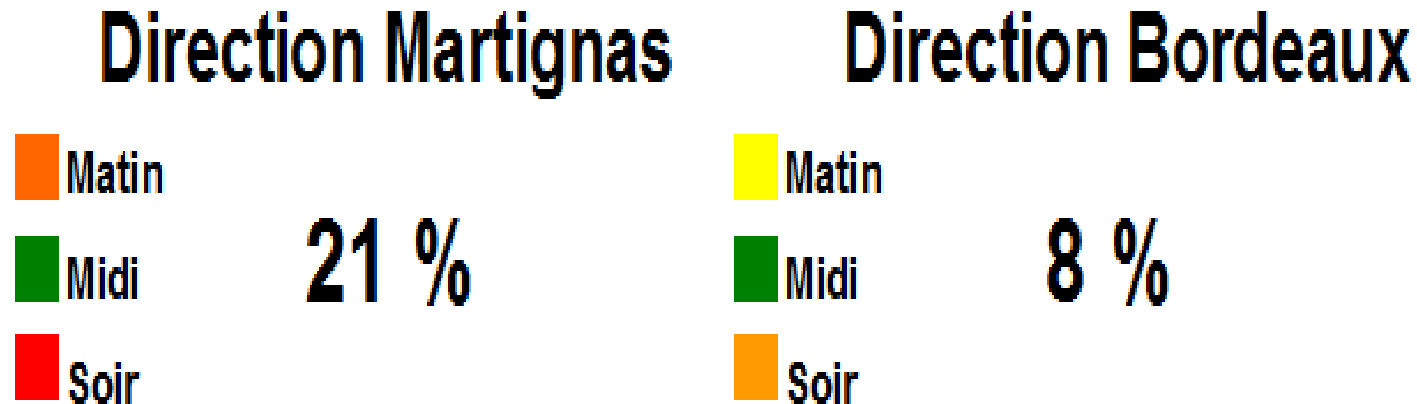 Direction Martignas
Matin
Midi
21 %
Soir
Direction Bordeaux
Matin
Midi
8 %
Soir